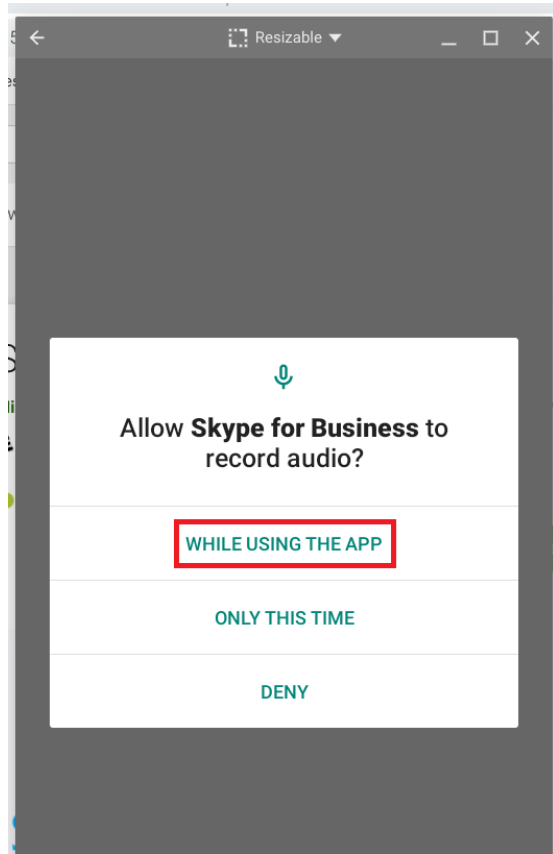 Resizable
Allow Skype for Business to
record audio?
WHILE USING THE APP
ONLY THIS TIME
DENY